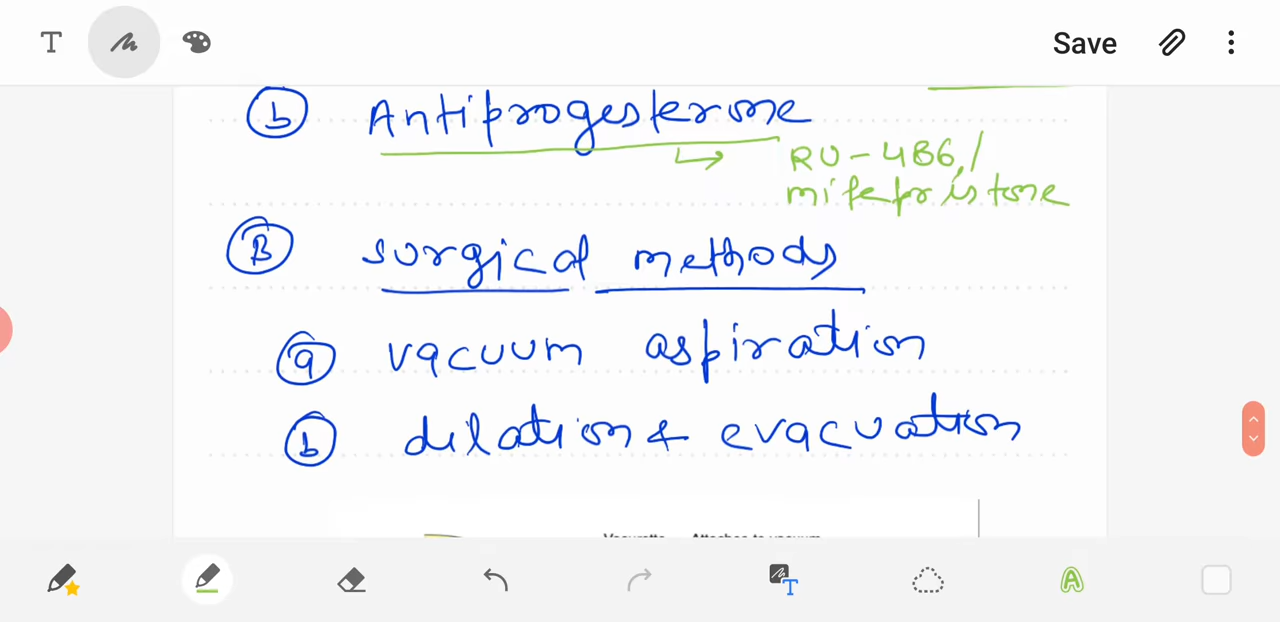 T
Save
b Antiprogesterone
RU-486, /
mifepristone
B surgical methods
a vacuum aspiration
b dilation & evacuation
T
A